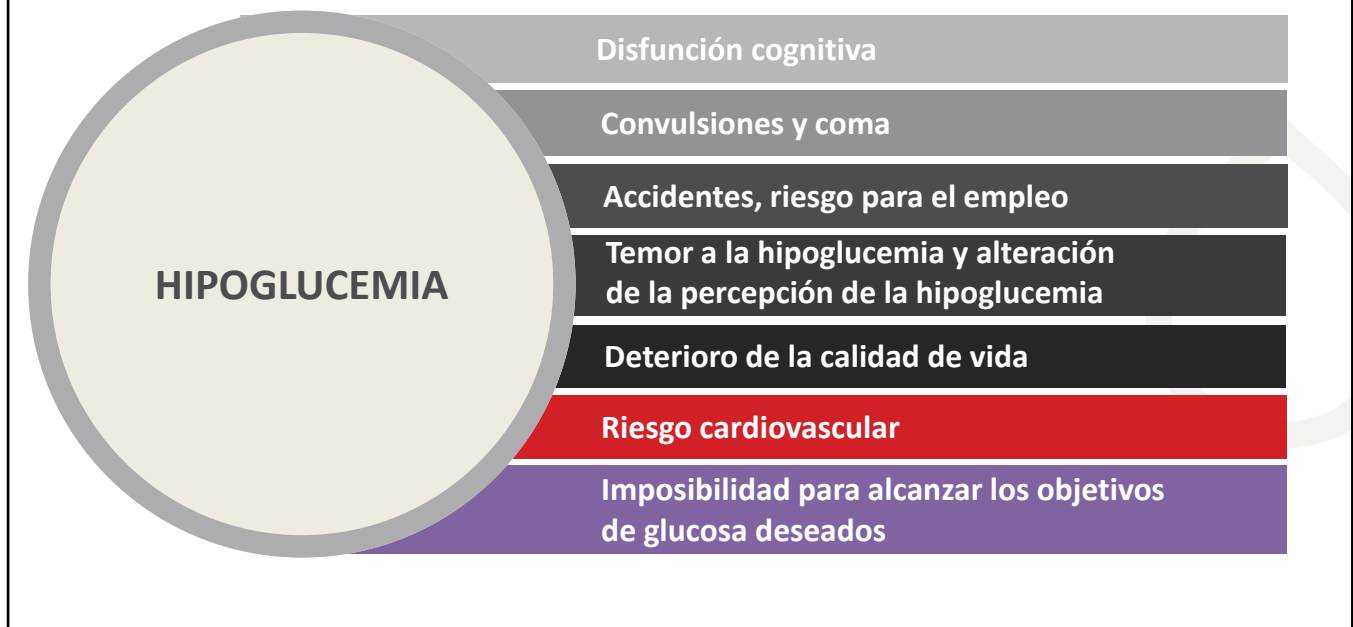 Disfunción cognitiva
Convulsiones y coma
Accidentes, riesgo para el empleo
Temor a la hipoglucemia y alteración
de la percepción de la hipoglucemia
HIPOGLUCEMIA
Deterioro de la calidad de vida
Riesgo cardiovascular
Imposibilidad para alcanzar los objetivos
de glucosa deseados